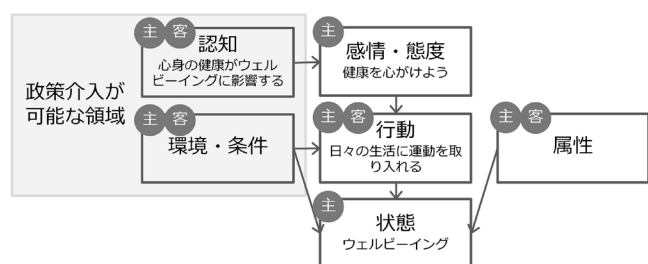 政策介入が
可能な領域
主 客
認知
心身の健康がウェル
ビーイングに影響する
主
感情・態度
健康を心がけよう
主 客
環境・条件
主 客
行動
日々の生活に運動を取
り入れる
主 客
属性
主
状態
ウェルビーイング